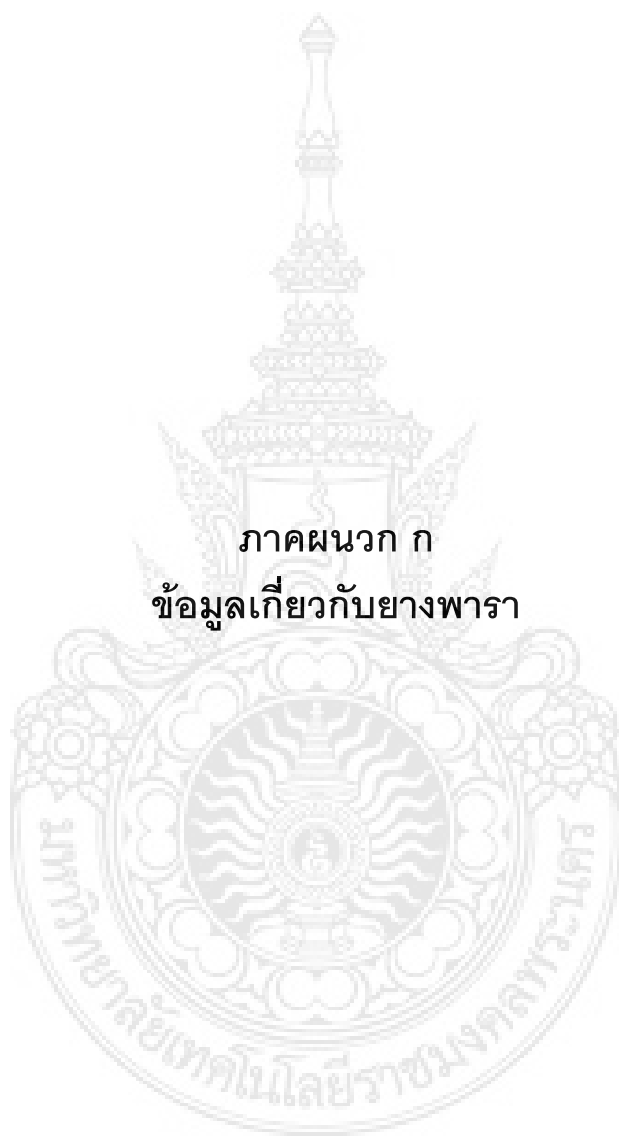 ภาคผนวก ก
ข้อมูลเกี่ยวกับยางพารา
มหาวิทยาลัยเทคโนโลยีราชมงคลพระนคร